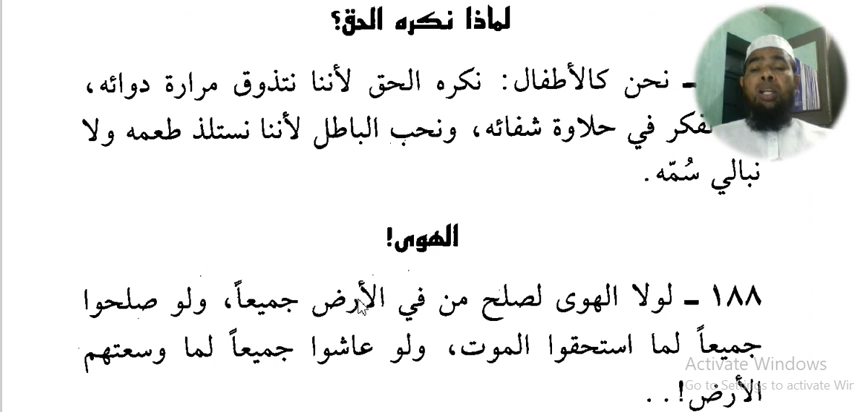 لماذا نكره الحق؟
ـ نحن كالأطفال: نكره الحق لأننا نتذوق مرارة دوائه،
في حلاوة شفائه، ونحب الباطل لأننا نستلذ طعمه ولا
نبالي سُمّه.
الهوى!
١٨٨ ـ لولا الهوى لصلح من في الأرض جميعاً، ولو صلحوا
جميعاً لما استحقوا الموت، ولو عاشوا جميعاً لما وسعتهم
الأرض!..
Activate Windows
Go to Settings to activate Wir